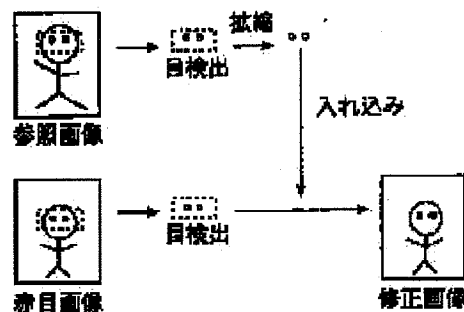 拡縮
目検出
参照画像
入れ込み
目検出
赤目画像
修正画像